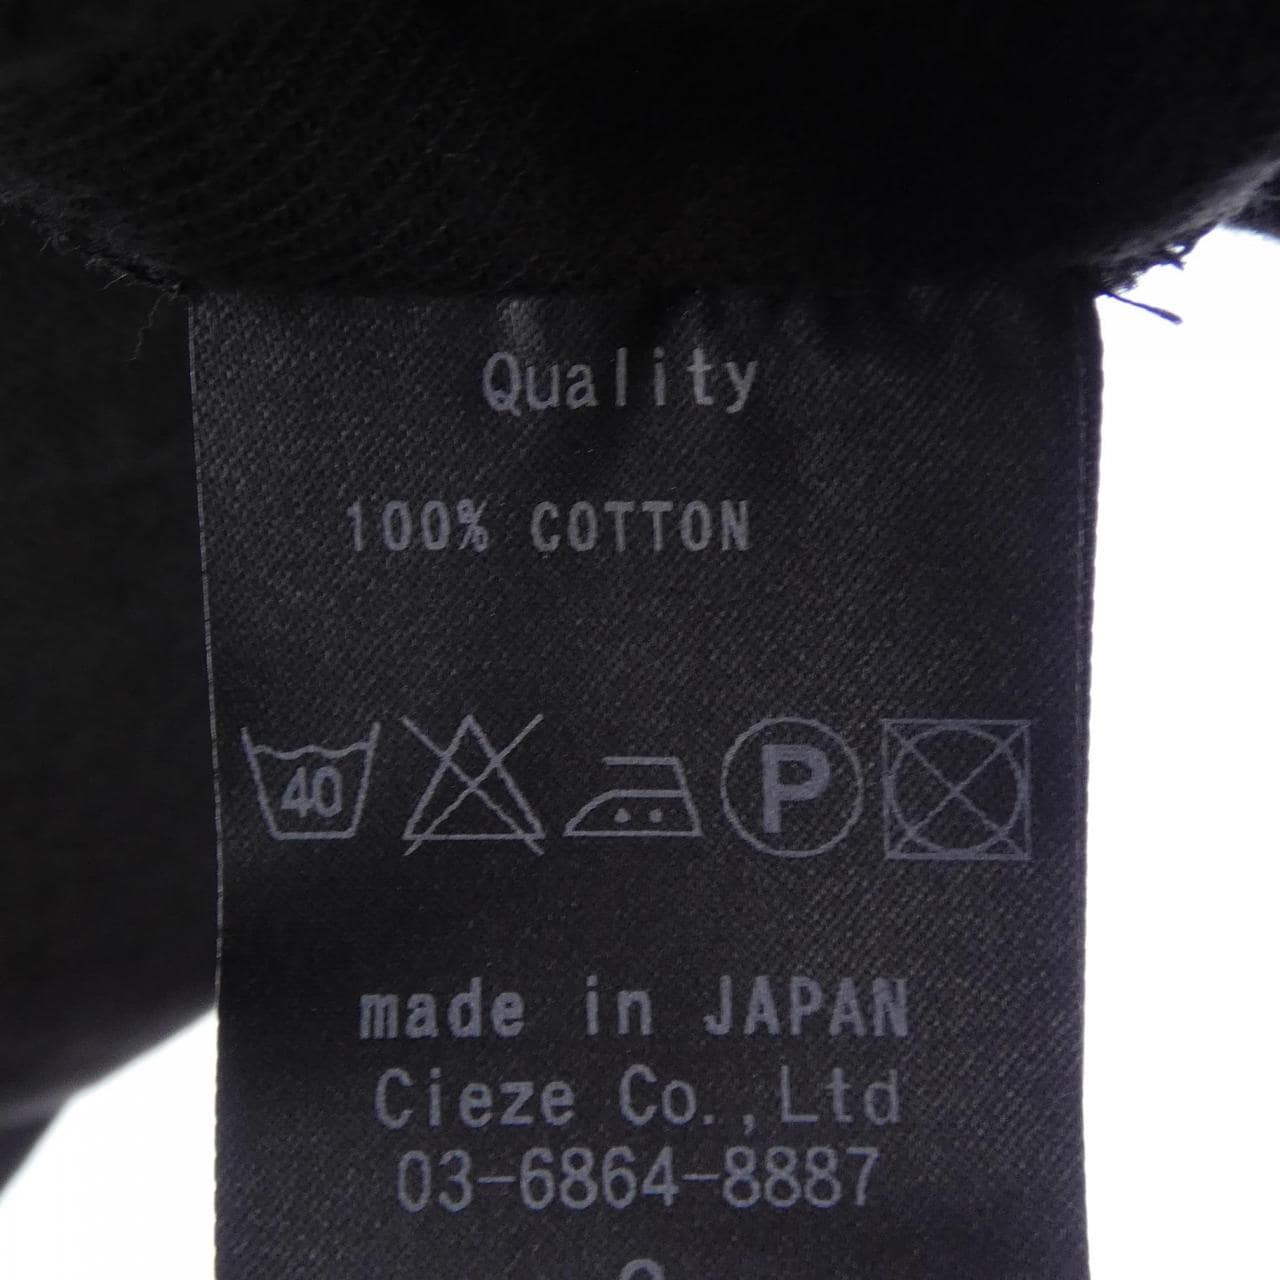 Quality
100% COTTON
40
P
made in JAPAN
Cieze Co.,Ltd
03-6864-8887